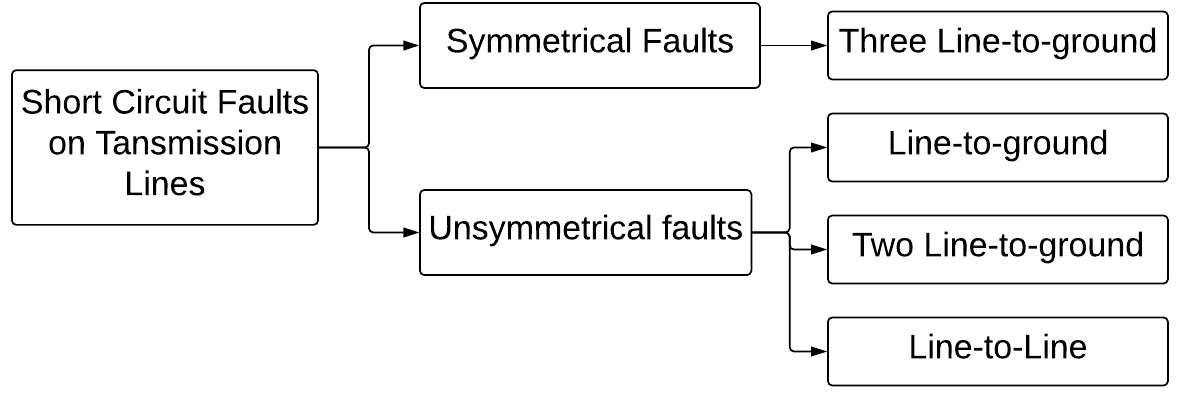 Short Circuit Faults
on Tansmission
Lines
Symmetrical Faults
Three Line-to-ground
Unsymmetrical faults
Line-to-ground
Two Line-to-ground
Line-to-Line